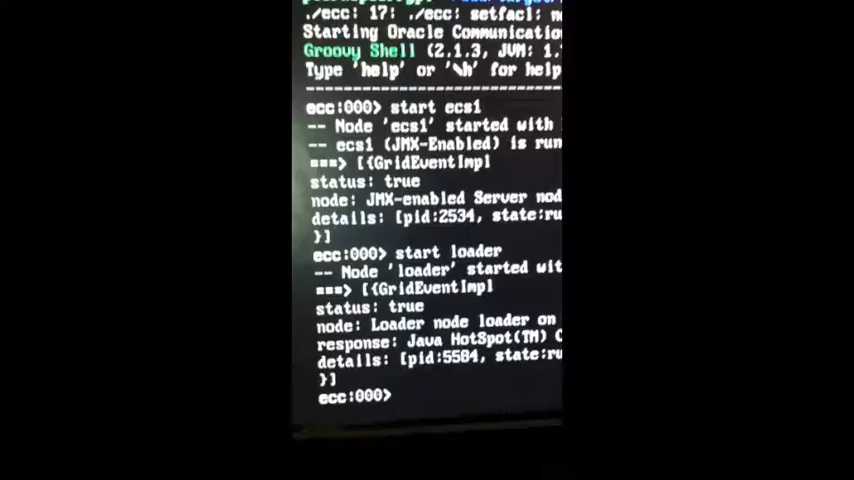 ./ecc: 17: ./ecc: setfacl: n
Starting Oracle Communicatio
Groovy Shell (2.1.3, JVM: 1.
Type 'help' or '\h' for help
--------------------------------
ecc:000> start ecs1
-- Node 'ecs1' started with
-- ecs1 (JMX-Enabled) is run
===> [{GridEventImpl
status: true
node: JMX-enabled Server nod
details: [pid:2534, state:ru
}]
ecc:000> start loader
-- Node 'loader' started wit
===> [{GridEventImpl
status: true
node: Loader node loader on
response: Java HotSpot(TM) C
details: [pid:5584, state:ru
}]
ecc:000>